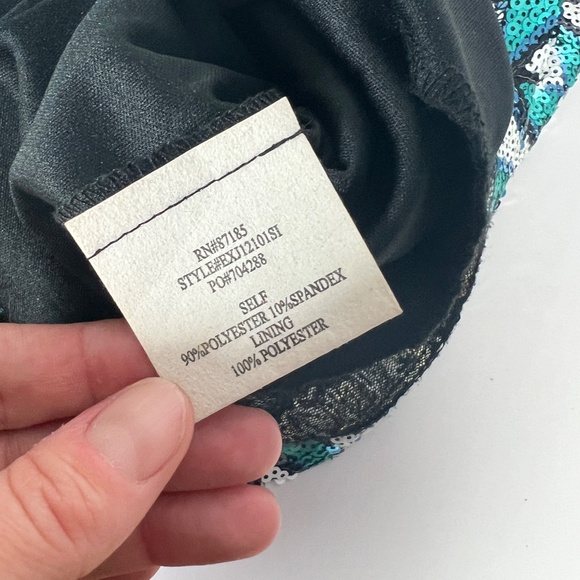 RN#87185
STYLE#EXJ12101SI
PO#704288
SELF
90%POLYESTER 10%SPANDEX
LINING
100% POLYESTER